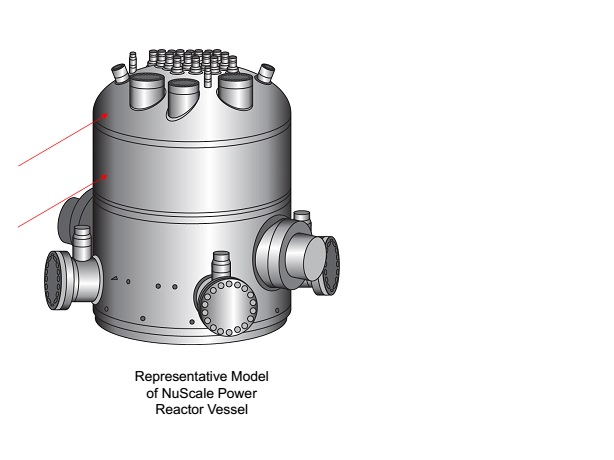 Representative Model
of NuScale Power
Reactor Vessel